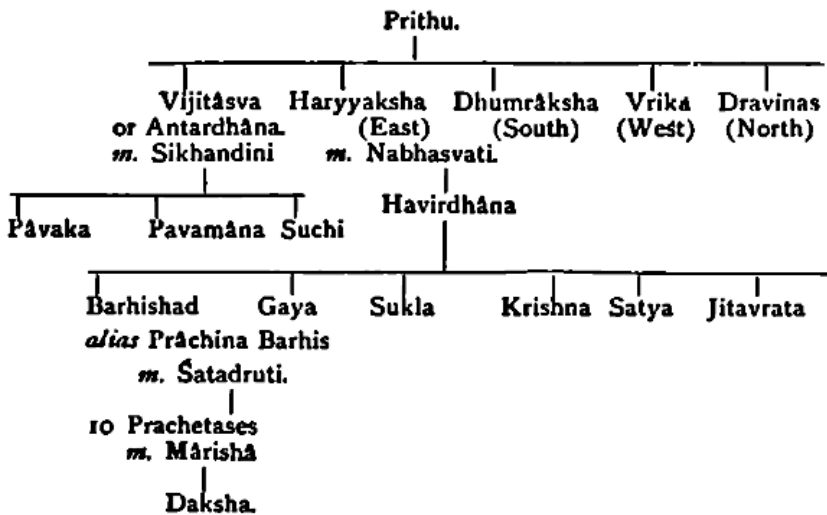 Prithu.
Vijitâsva Haryyaksha Dhumrâksha Vrika Dravinas
or Antardhâna. (East) (South) (West) (North)
m. Sikhandini m. Nabhasvati.
Havirdhâna
Pâvaka Pavamâna Suchi
Barhishad Gaya Sukla Krishna Satya Jitavrata
alias Prâchina Barhis
m. Śatadruti.
10 Prachetases
m. Mârishâ
Daksha.